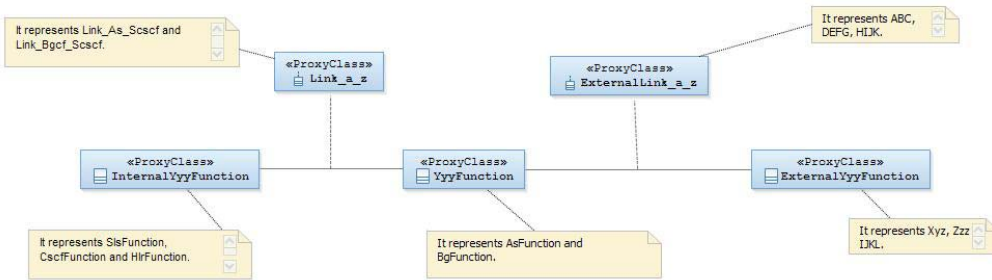 It represents Link_As_Scscf and
Link_Bgcf_Scscf.
It represents ABC,
DEFG, HIJK.
«ProxyClass»
Link_a_z
«ProxyClass»
ExternalLink_a_z
«ProxyClass»
InternalYyyFunction
«ProxyClass»
YyyFunction
«ProxyClass»
ExternalYyyFunction
It represents SlsFunction,
CscfFunction and HlrFunction.
It represents AsFunction and
BgFunction.
It represents Xyz, Zzz
IJKL.